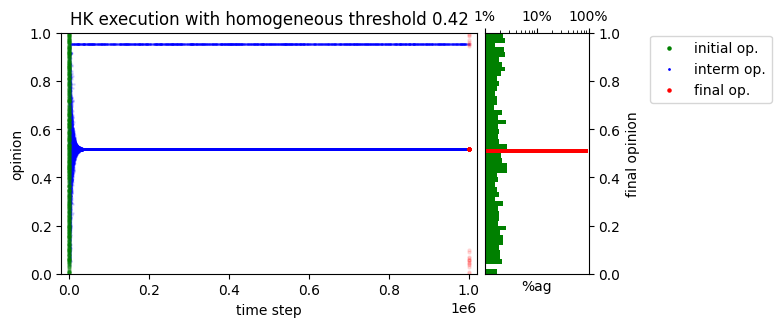 HK execution with homogeneous threshold 0.42
1% 10% 100%
1.0 1.0
0.8 0.8
0.6 0.6
0.4 0.4
0.2 0.2
0.0 0.0
opinion
final opinion
0.0 0.2 0.4 0.6 0.8 1.0
1e6
time step
%ag
initial op.
interm op.
final op.